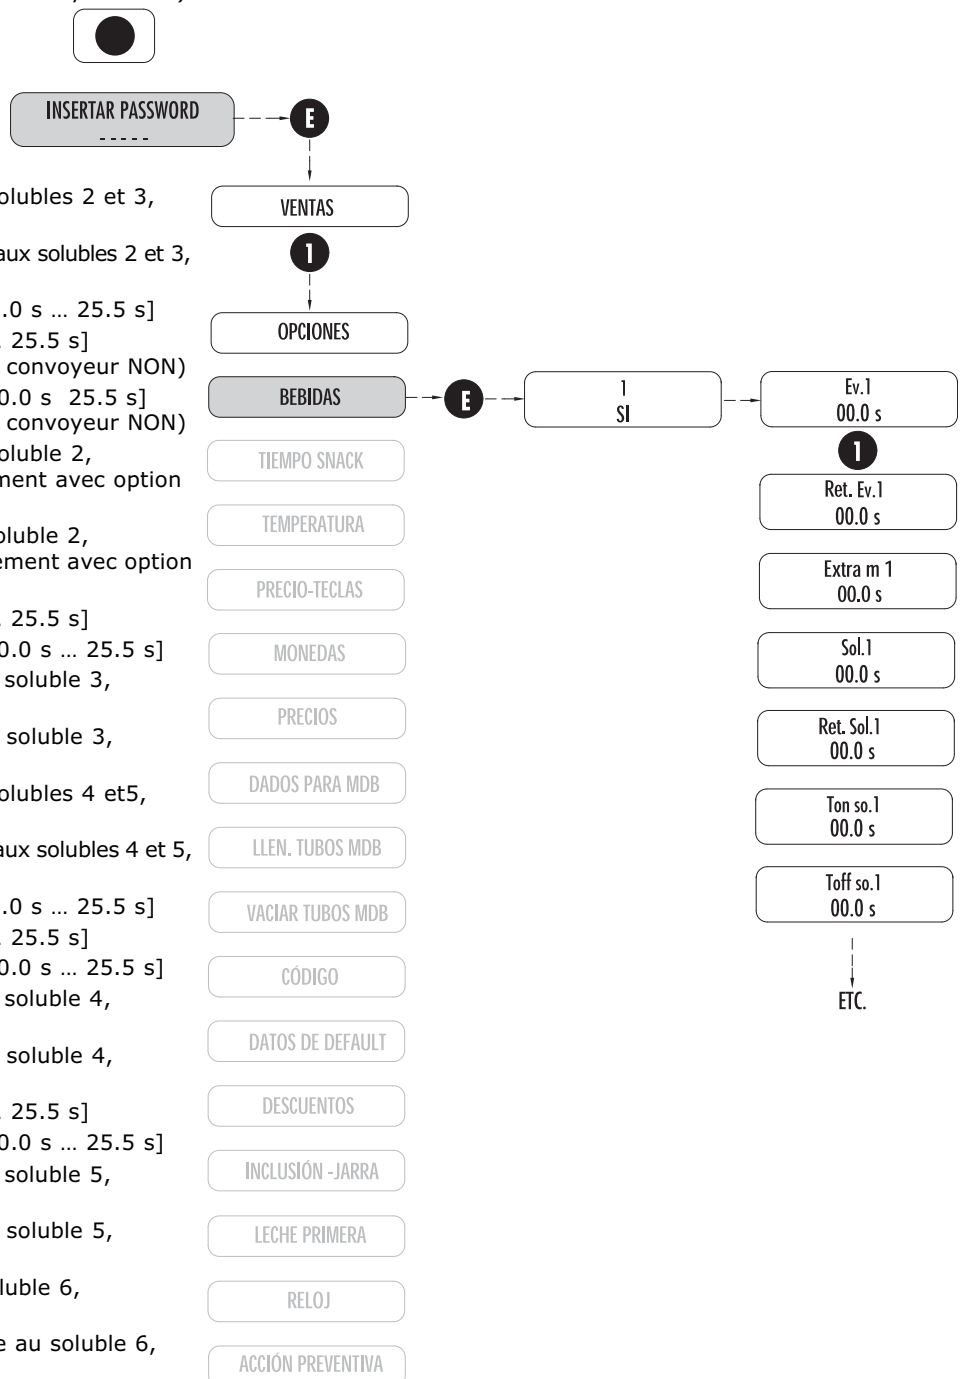 INSERTAR PASSWORD
- - - - -
E
VENTAS
1
OPCIONES
BEBIDAS
E
1
SI
Ev.1
00.0 s
1
Ret. Ev.1
00.0 s
Extra m 1
00.0 s
Sol.1
00.0 s
Ret. Sol.1
00.0 s
Ton so.1
00.0 s
Toff so.1
00.0 s
ETC.
TIEMPO SNACK
TEMPERATURA
PRECIO-TECLAS
MONEDAS
PRECIOS
DADOS PARA MDB
LLEN. TUBOS MDB
VACIAR TUBOS MDB
CÓDIGO
DATOS DE DEFAULT
DESCUENTOS
INCLUSIÓN -JARRA
LECHE PRIMERA
RELOJ
ACCIÓN PREVENTIVA
olubles 2 et 3,
aux solubles 2 et 3,
.0 s ... 25.5 s]
. 25.5 s]
convoyeur NON)
0.0 s 25.5 s]
convoyeur NON)
oluble 2,
ment avec option
oluble 2,
ement avec option
. 25.5 s]
0.0 s ... 25.5 s]
soluble 3,
soluble 3,
olubles 4 et5,
aux solubles 4 et 5,
.0 s ... 25.5 s]
. 25.5 s]
0.0 s ... 25.5 s]
soluble 4,
soluble 4,
. 25.5 s]
0.0 s ... 25.5 s]
soluble 5,
soluble 5,
luble 6,
e au soluble 6,